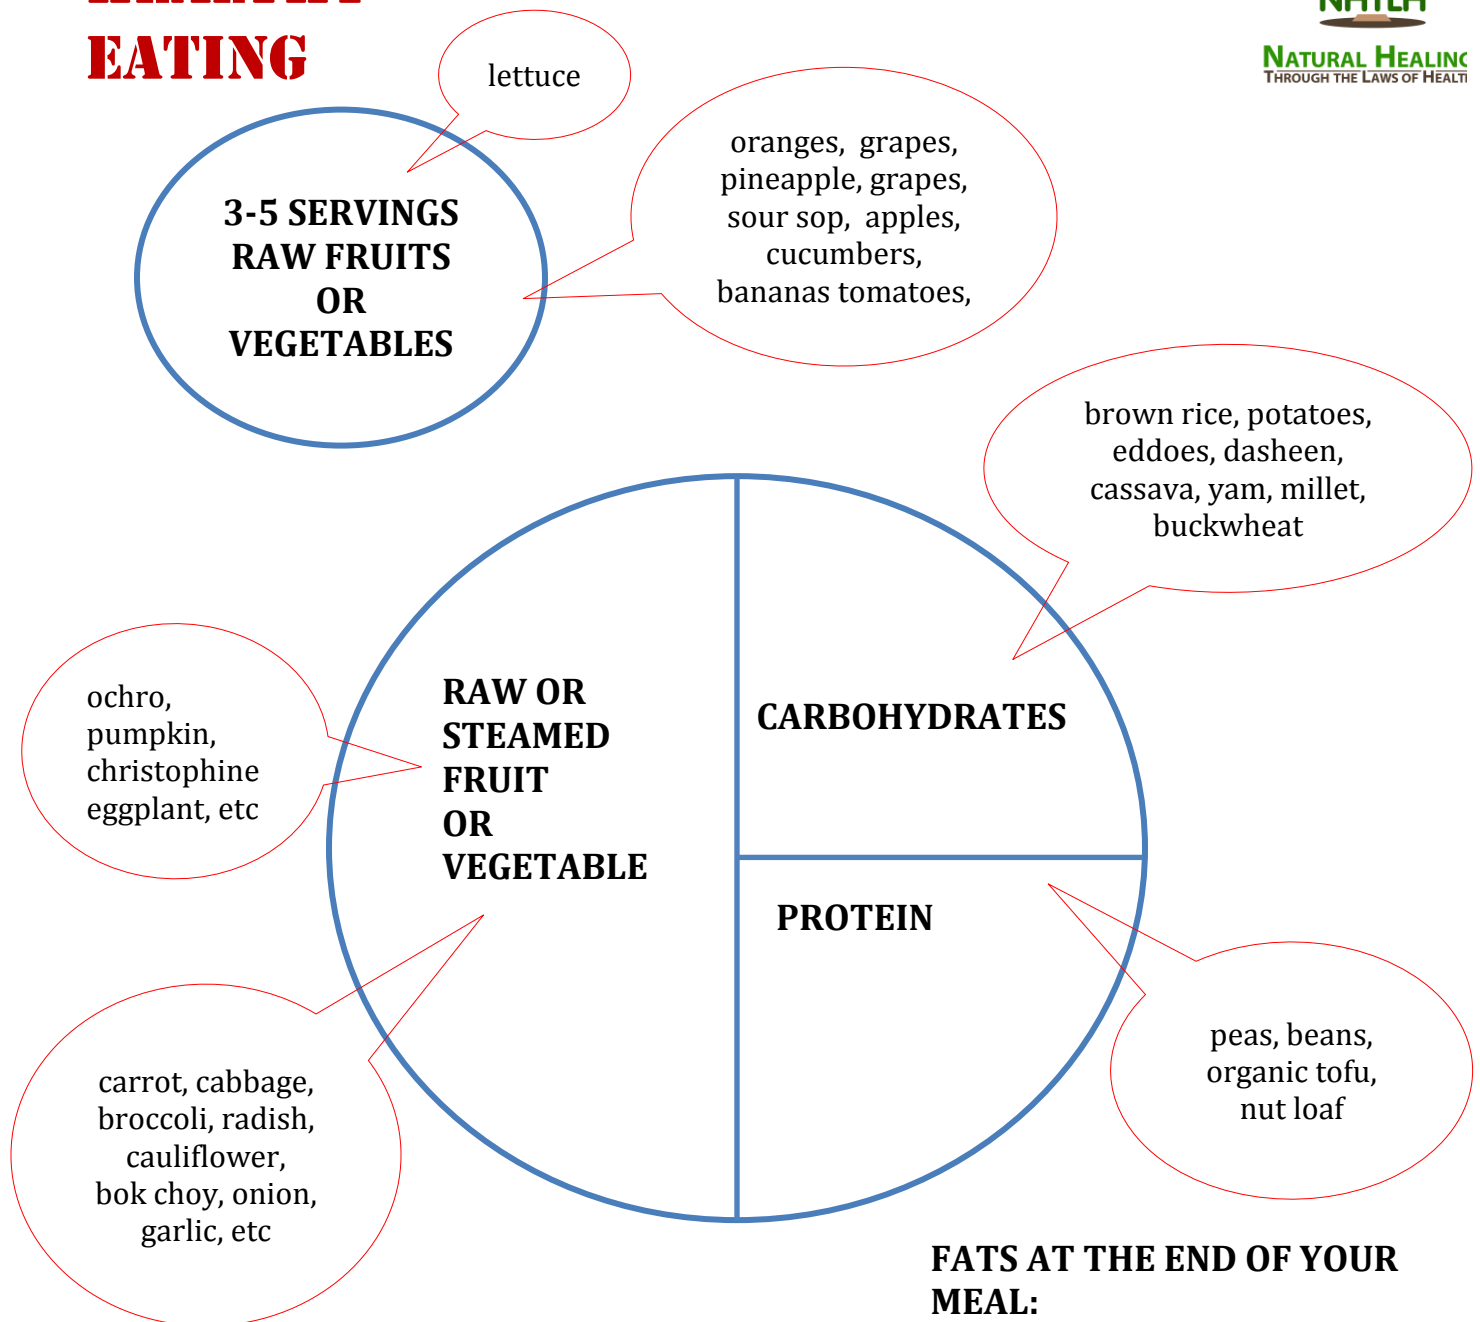 EATING
NATURAL HEALING
THROUGH THE LAWS OF HEALT
lettuce
oranges, grapes,
pineapple, grapes,
sour sop, apples,
cucumbers,
bananas tomatoes,
3-5 SERVINGS
RAW FRUITS
OR
VEGETABLES
brown rice, potatoes,
eddoes, dasheen,
cassava, yam, millet,
buckwheat
ochro,
pumpkin,
christophine
eggplant, etc
RAW OR
STEAMED
FRUIT
OR
VEGETABLE
CARBOHYDRATES
PROTEIN
carrot, cabbage,
broccoli, radish,
cauliflower,
bok choy, onion,
garlic, etc
peas, beans,
organic tofu,
nut loaf
FATS AT THE END OF YOUR
MEAL: